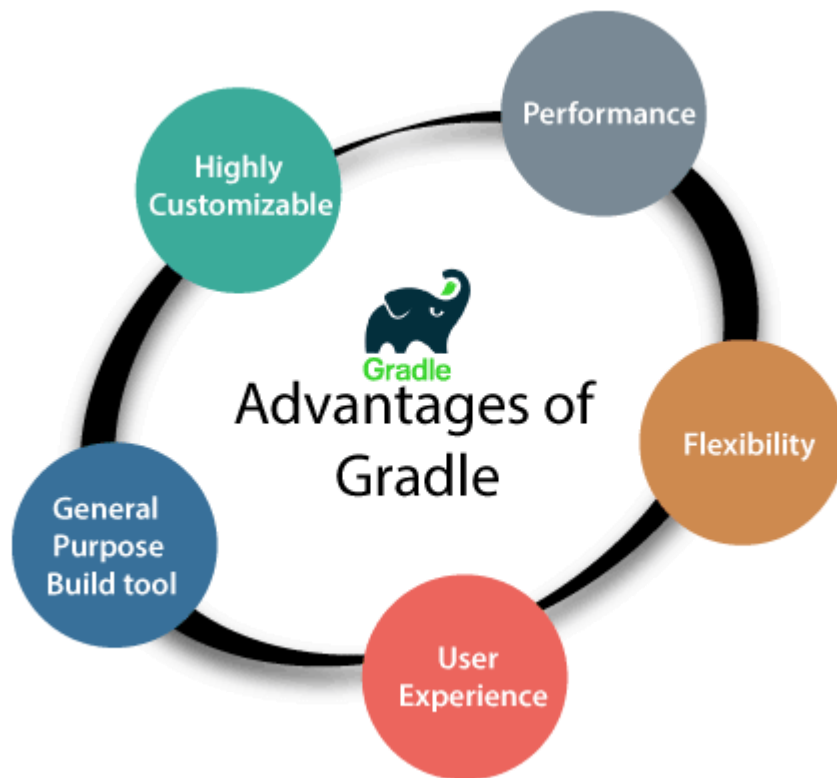 Performance
Highly
Customizable
Gradle
Advantages of
Gradle
Flexibility
General
Purpose
Build tool
User
Experience